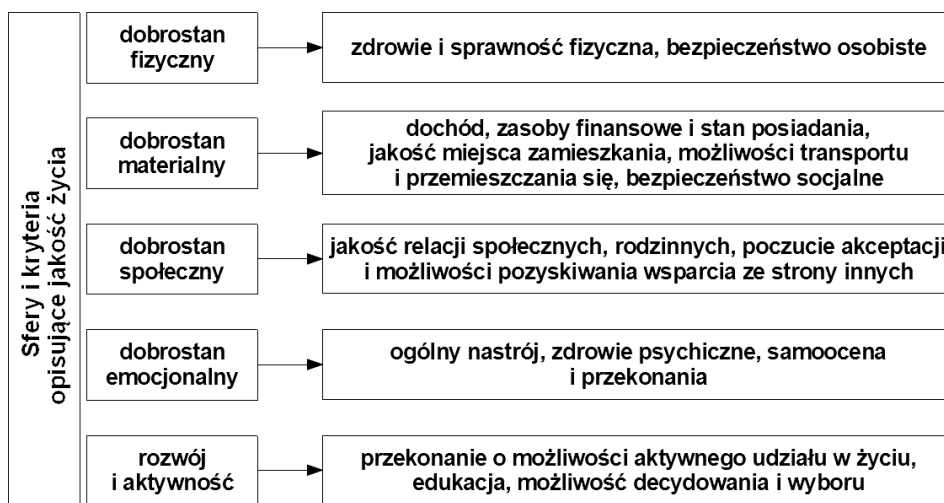 Sfery i kryteria
opisujące jakość życia
dobrostan
fizyczny
zdrowie i sprawność fizyczna, bezpieczeństwo osobiste
dobrostan
materialny
dochód, zasoby finansowe i stan posiadania,
jakość miejsca zamieszkania, możliwości transportu
i przemieszczania się, bezpieczeństwo socjalne
dobrostan
społeczny
jakość relacji społecznych, rodzinnych, poczucie akceptacji
i możliwości pozyskiwania wsparcia ze strony innych
dobrostan
emocjonalny
ogólny nastrój, zdrowie psychiczne, samoocena
i przekonania
rozwój
i aktywność
przekonanie o możliwości aktywnego udziału w życiu,
edukacja, możliwość decydowania i wyboru